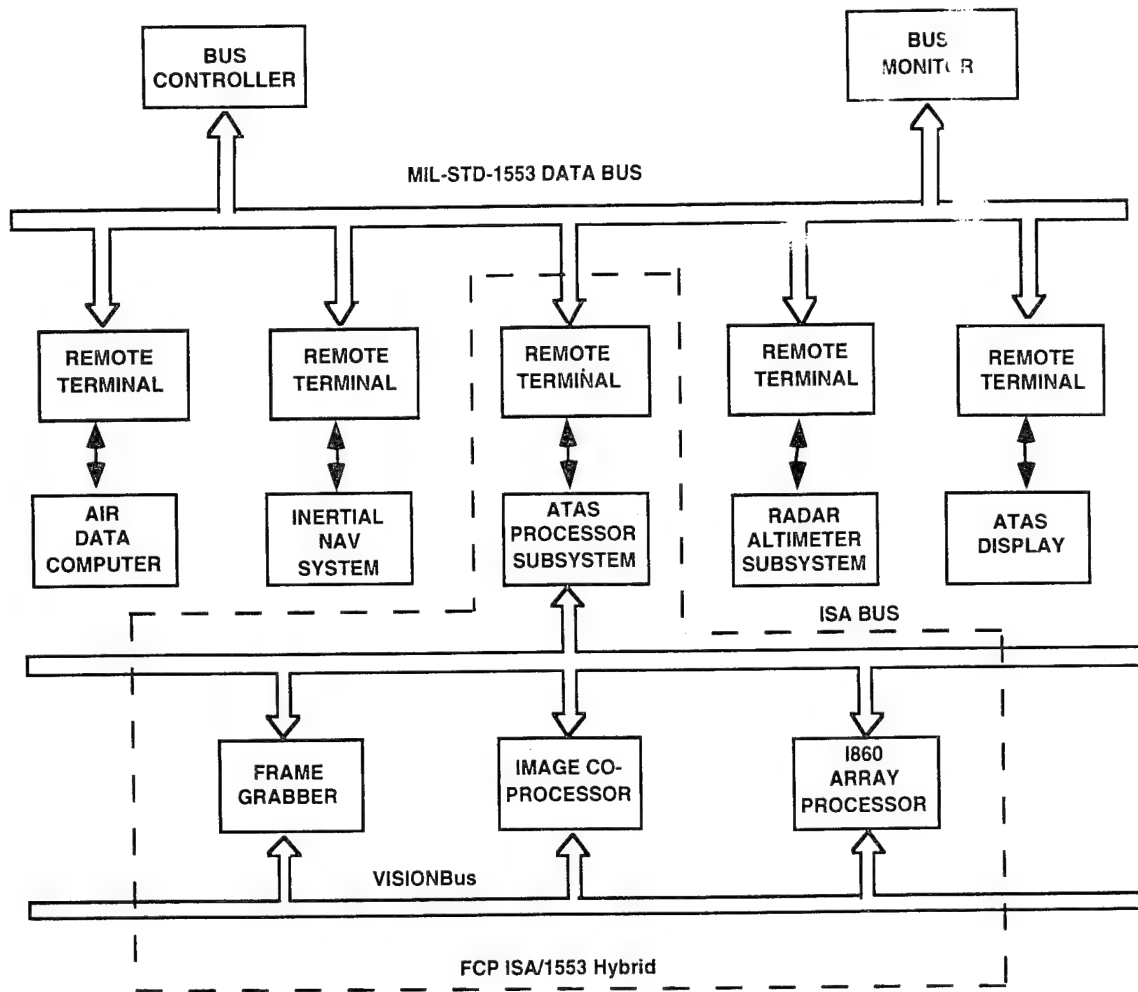 BUS
CONTROLLER
BUS
MONITOR
MIL-STD-1553 DATA BUS
REMOTE
TERMINAL
REMOTE
TERMINAL
REMOTE
TERMINAL
REMOTE
TERMINAL
REMOTE
TERMINAL
AIR
DATA
COMPUTER
INERTIAL
NAV
SYSTEM
ATAS
PROCESSOR
SUBSYSTEM
RADAR
ALTIMETER
SUBSYSTEM
ATAS
DISPLAY
ISA BUS
FRAME
GRABBER
IMAGE CO-
PROCESSOR
I860
ARRAY
PROCESSOR
VISIONBus
FCP ISA/1553 Hybrid